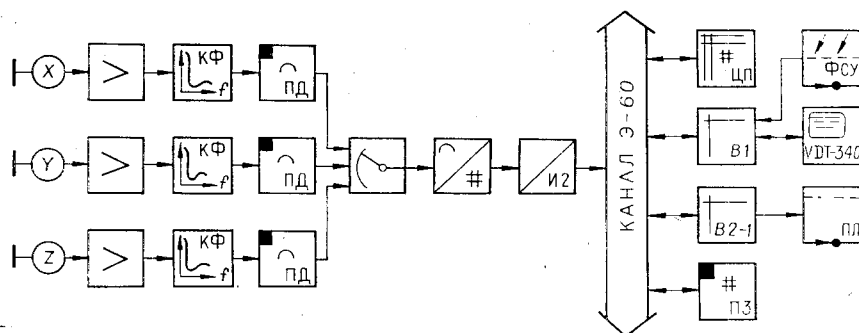 X
КФ
f
ПД
Y
КФ
f
ПД
Z
КФ
f
ПД
#
И2
КАНАЛ Э-60
#
ЦП
ФСУ
В1
VDT-340
В2-1
ПЛ
#
ПЗ